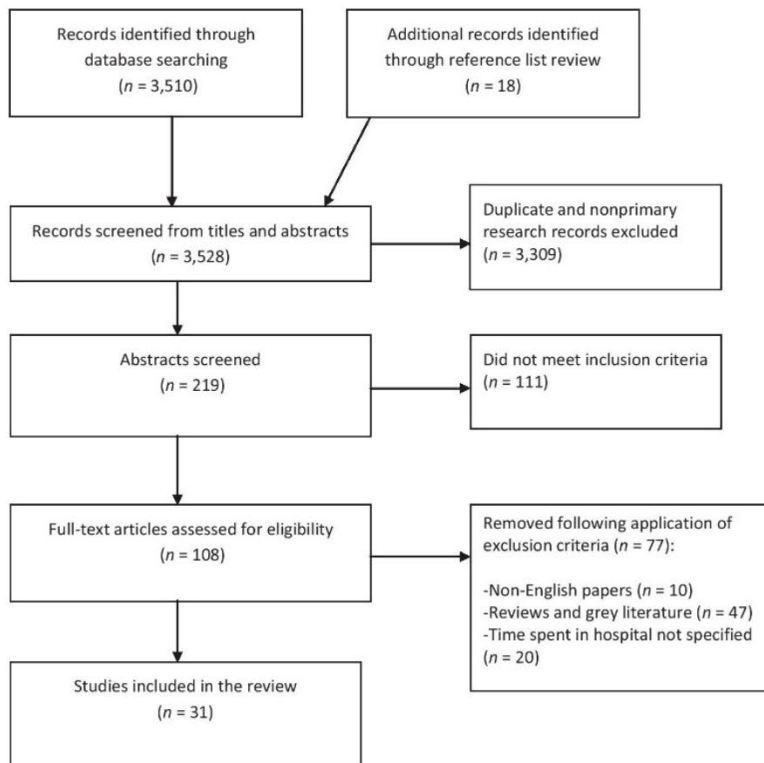 Records identified through
database searching
(n = 3,510)
Additional records identified
through reference list review
(n = 18)
Records screened from titles and abstracts
(n = 3,528)
Duplicate and nonprimary
research records excluded
(n = 3,309)
Abstracts screened
(n = 219)
Did not meet inclusion criteria
(n = 111)
Full-text articles assessed for eligibility
(n = 108)
Removed following application of
exclusion criteria (n = 77):
-Non-English papers (n = 10)
-Reviews and grey literature (n = 47)
-Time spent in hospital not specified
(n = 20)
Studies included in the review
(n = 31)